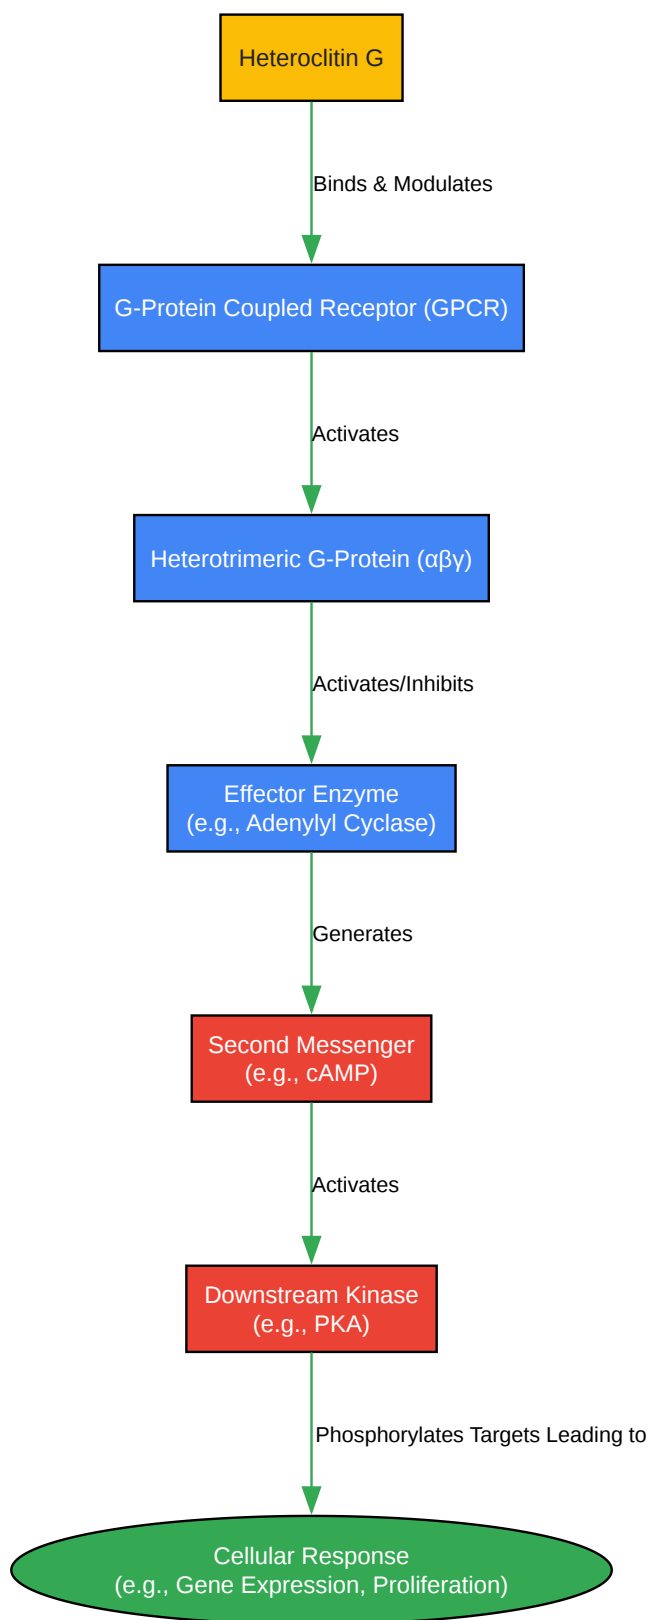 Heteroclitin G
Binds & Modulates
G-Protein Coupled Receptor (GPCR)
Activates
Heterotrimeric G-Protein (αβγ)
Activates/Inhibits
Effector Enzyme
(e.g., Adenylyl Cyclase)
Generates
Second Messenger
(e.g., cAMP)
Activates
Downstream Kinase
(e.g., PKA)
Phosphorylates Targets Leading to
Cellular Response
(e.g., Gene Expression, Proliferation)